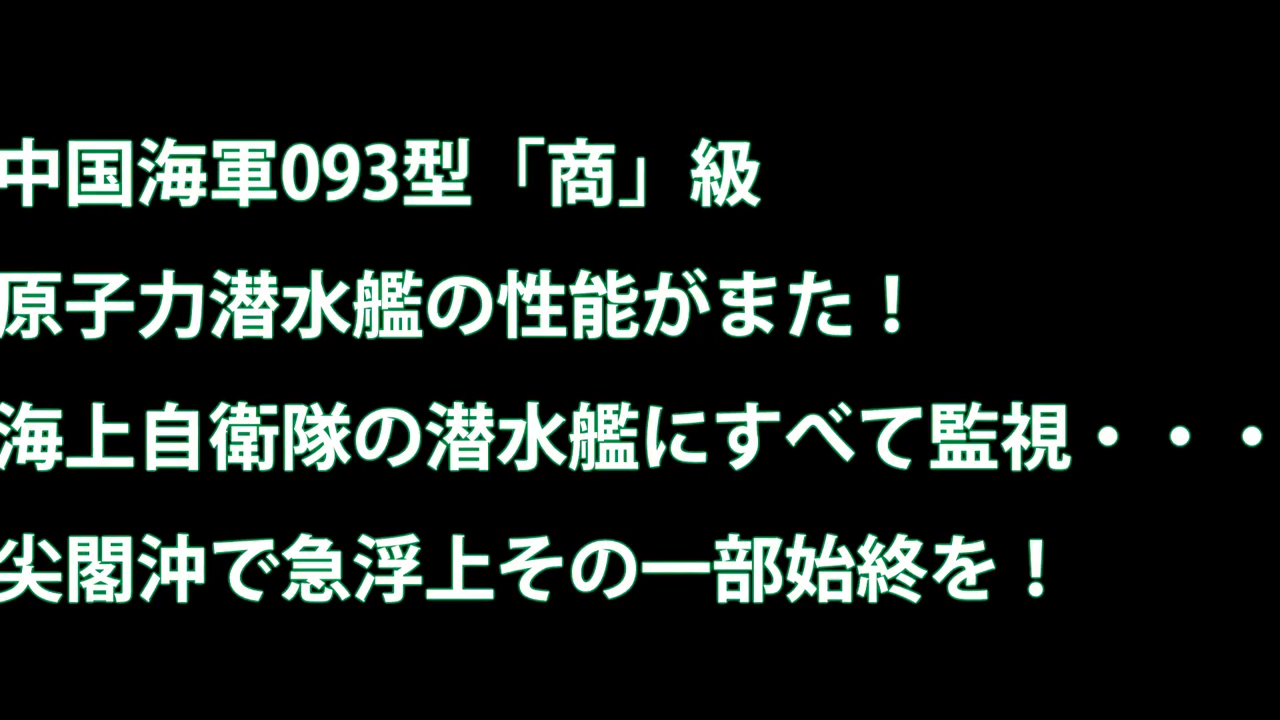 中国海軍093型「商」級
原子力潜水艦の性能がまた！
海上自衛隊の潜水艦にすべて監視・・・
尖閣沖で急浮上その一部始終を！